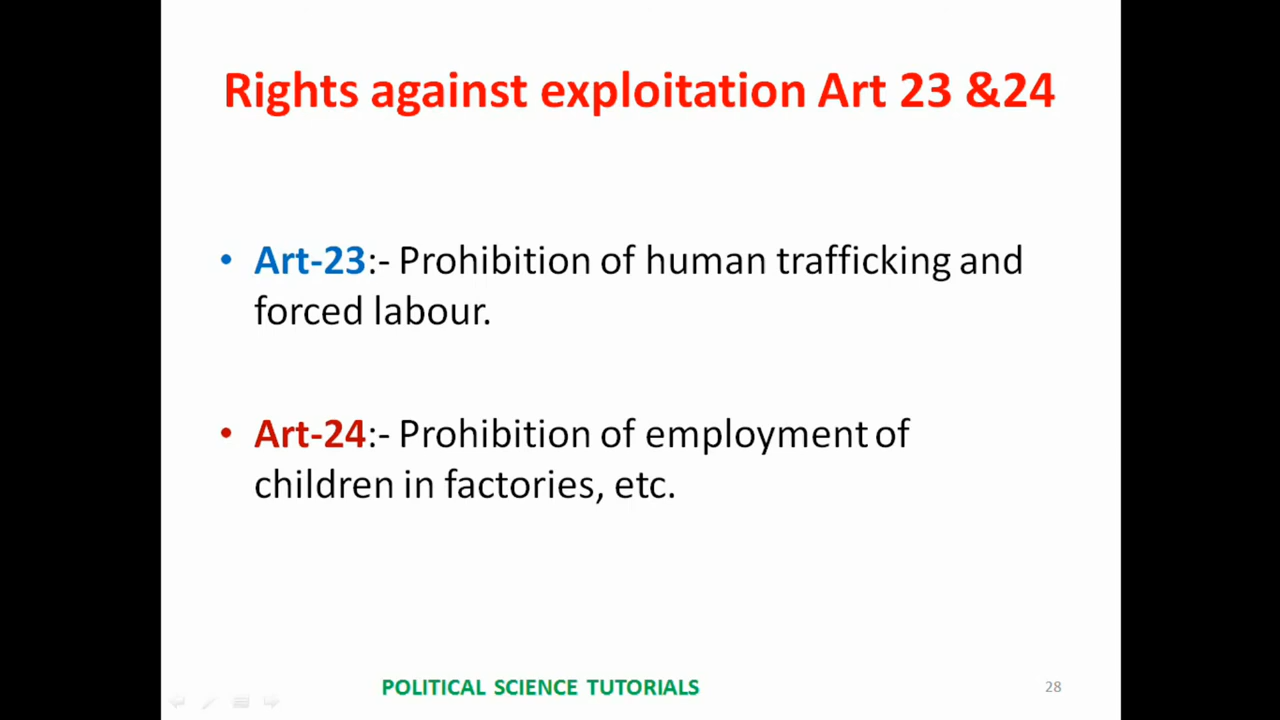 Rights against exploitation Art 23 &24
• Art-23:- Prohibition of human trafficking and
forced labour.
• Art-24:- Prohibition of employment of
children in factories, etc.
POLITICAL SCIENCE TUTORIALS
28